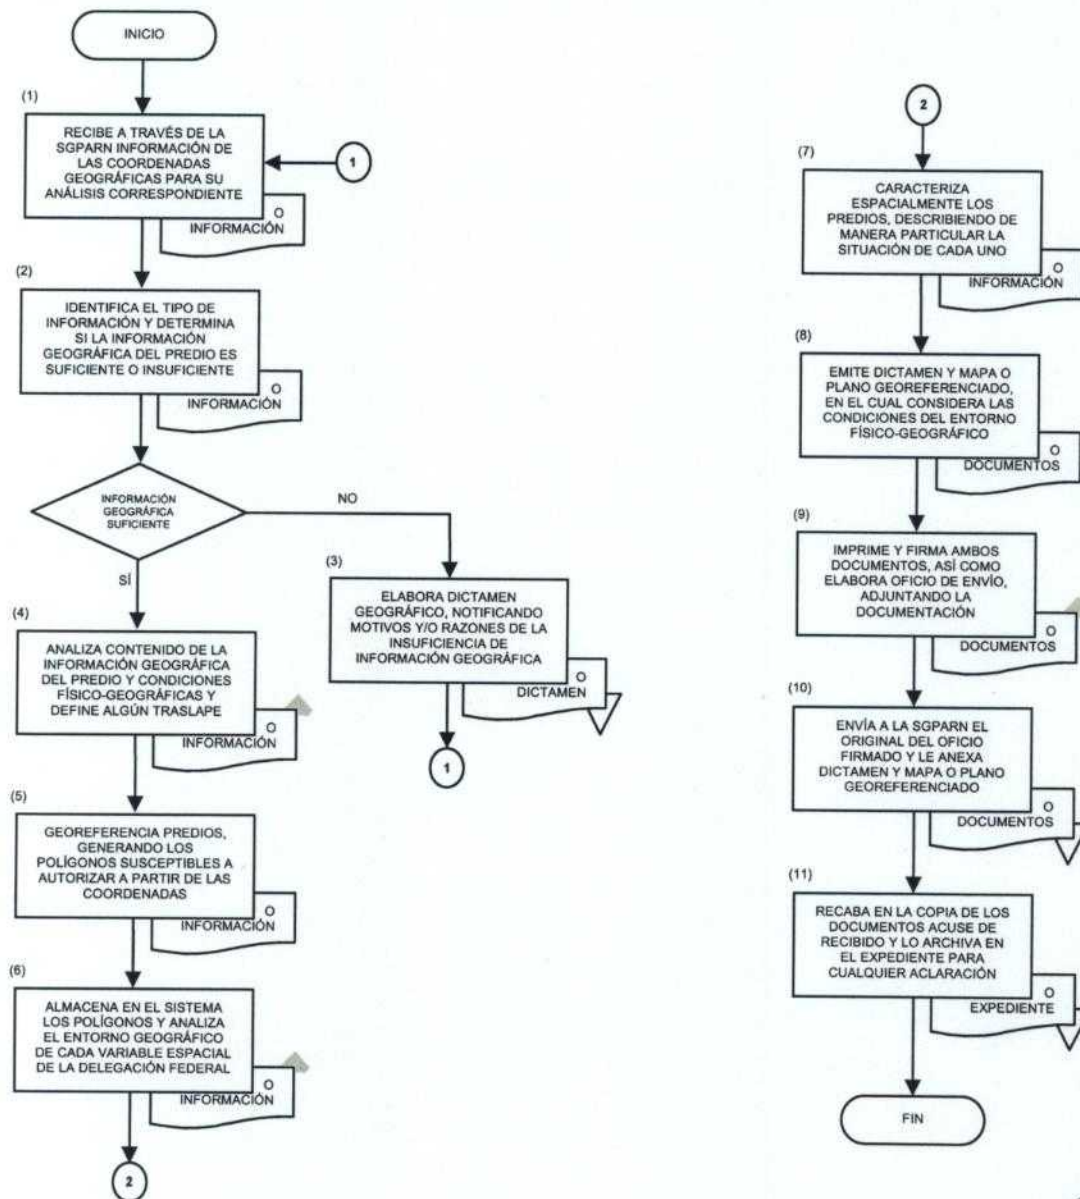 INICIO
(1)
RECIBE A TRAVÉS DE LA
SGPARN INFORMACIÓN DE
LAS COORDENADAS
GEOGRÁFICAS PARA SU
ANÁLISIS CORRESPONDIENTE
1
O
INFORMACIÓN
(2)
IDENTIFICA EL TIPO DE
INFORMACIÓN Y DETERMINA
SI LA INFORMACIÓN
GEOGRÁFICA DEL PREDIO ES
SUFICIENTE O INSUFICIENTE
O
INFORMACIÓN
INFORMACIÓN
GEOGRÁFICA
SUFICIENTE
NO
SÍ
(3)
ELABORA DICTAMEN
GEOGRÁFICO, NOTIFICANDO
MOTIVOS Y/O RAZONES DE LA
INSUFICIENCIA DE
INFORMACIÓN GEOGRÁFICA
O
DICTAMEN
1
(4)
ANALIZA CONTENIDO DE LA
INFORMACIÓN GEOGRÁFICA
DEL PREDIO Y CONDICIONES
FÍSICO-GEOGRÁFICAS Y
DEFINE ALGÚN TRASLAPE
O
INFORMACIÓN
(5)
GEOREFERENCIA PREDIOS,
GENERANDO LOS
POLÍGONOS SUSCEPTIBLES A
AUTORIZAR A PARTIR DE LAS
COORDENADAS
O
INFORMACIÓN
(6)
ALMACENA EN EL SISTEMA
LOS POLÍGONOS Y ANALIZA
EL ENTORNO GEOGRÁFICO
DE CADA VARIABLE ESPACIAL
DE LA DELEGACIÓN FEDERAL
O
INFORMACIÓN
2
2
(7)
CARACTERIZA
ESPACIALMENTE LOS
PREDIOS, DESCRIBIENDO DE
MANERA PARTICULAR LA
SITUACIÓN DE CADA UNO
O
INFORMACIÓN
(8)
EMITE DICTAMEN Y MAPA O
PLANO GEOREFERENCIADO,
EN EL CUAL CONSIDERA LAS
CONDICIONES DEL ENTORNO
FÍSICO-GEOGRÁFICO
O
DOCUMENTOS
(9)
IMPRIME Y FIRMA AMBOS
DOCUMENTOS, ASÍ COMO
ELABORA OFICIO DE ENVÍO,
ADJUNTANDO LA
DOCUMENTACIÓN
O
DOCUMENTOS
(10)
ENVÍA A LA SGPARN EL
ORIGINAL DEL OFICIO
FIRMADO Y LE ANEXA
DICTAMEN Y MAPA O PLANO
GEOREFERENCIADO
O
DOCUMENTOS
(11)
RECABA EN LA COPIA DE LOS
DOCUMENTOS ACUSE DE
RECIBIDO Y LO ARCHIVA EN
EL EXPEDIENTE PARA
CUALQUIER ACLARACIÓN
O
EXPEDIENTE
FIN